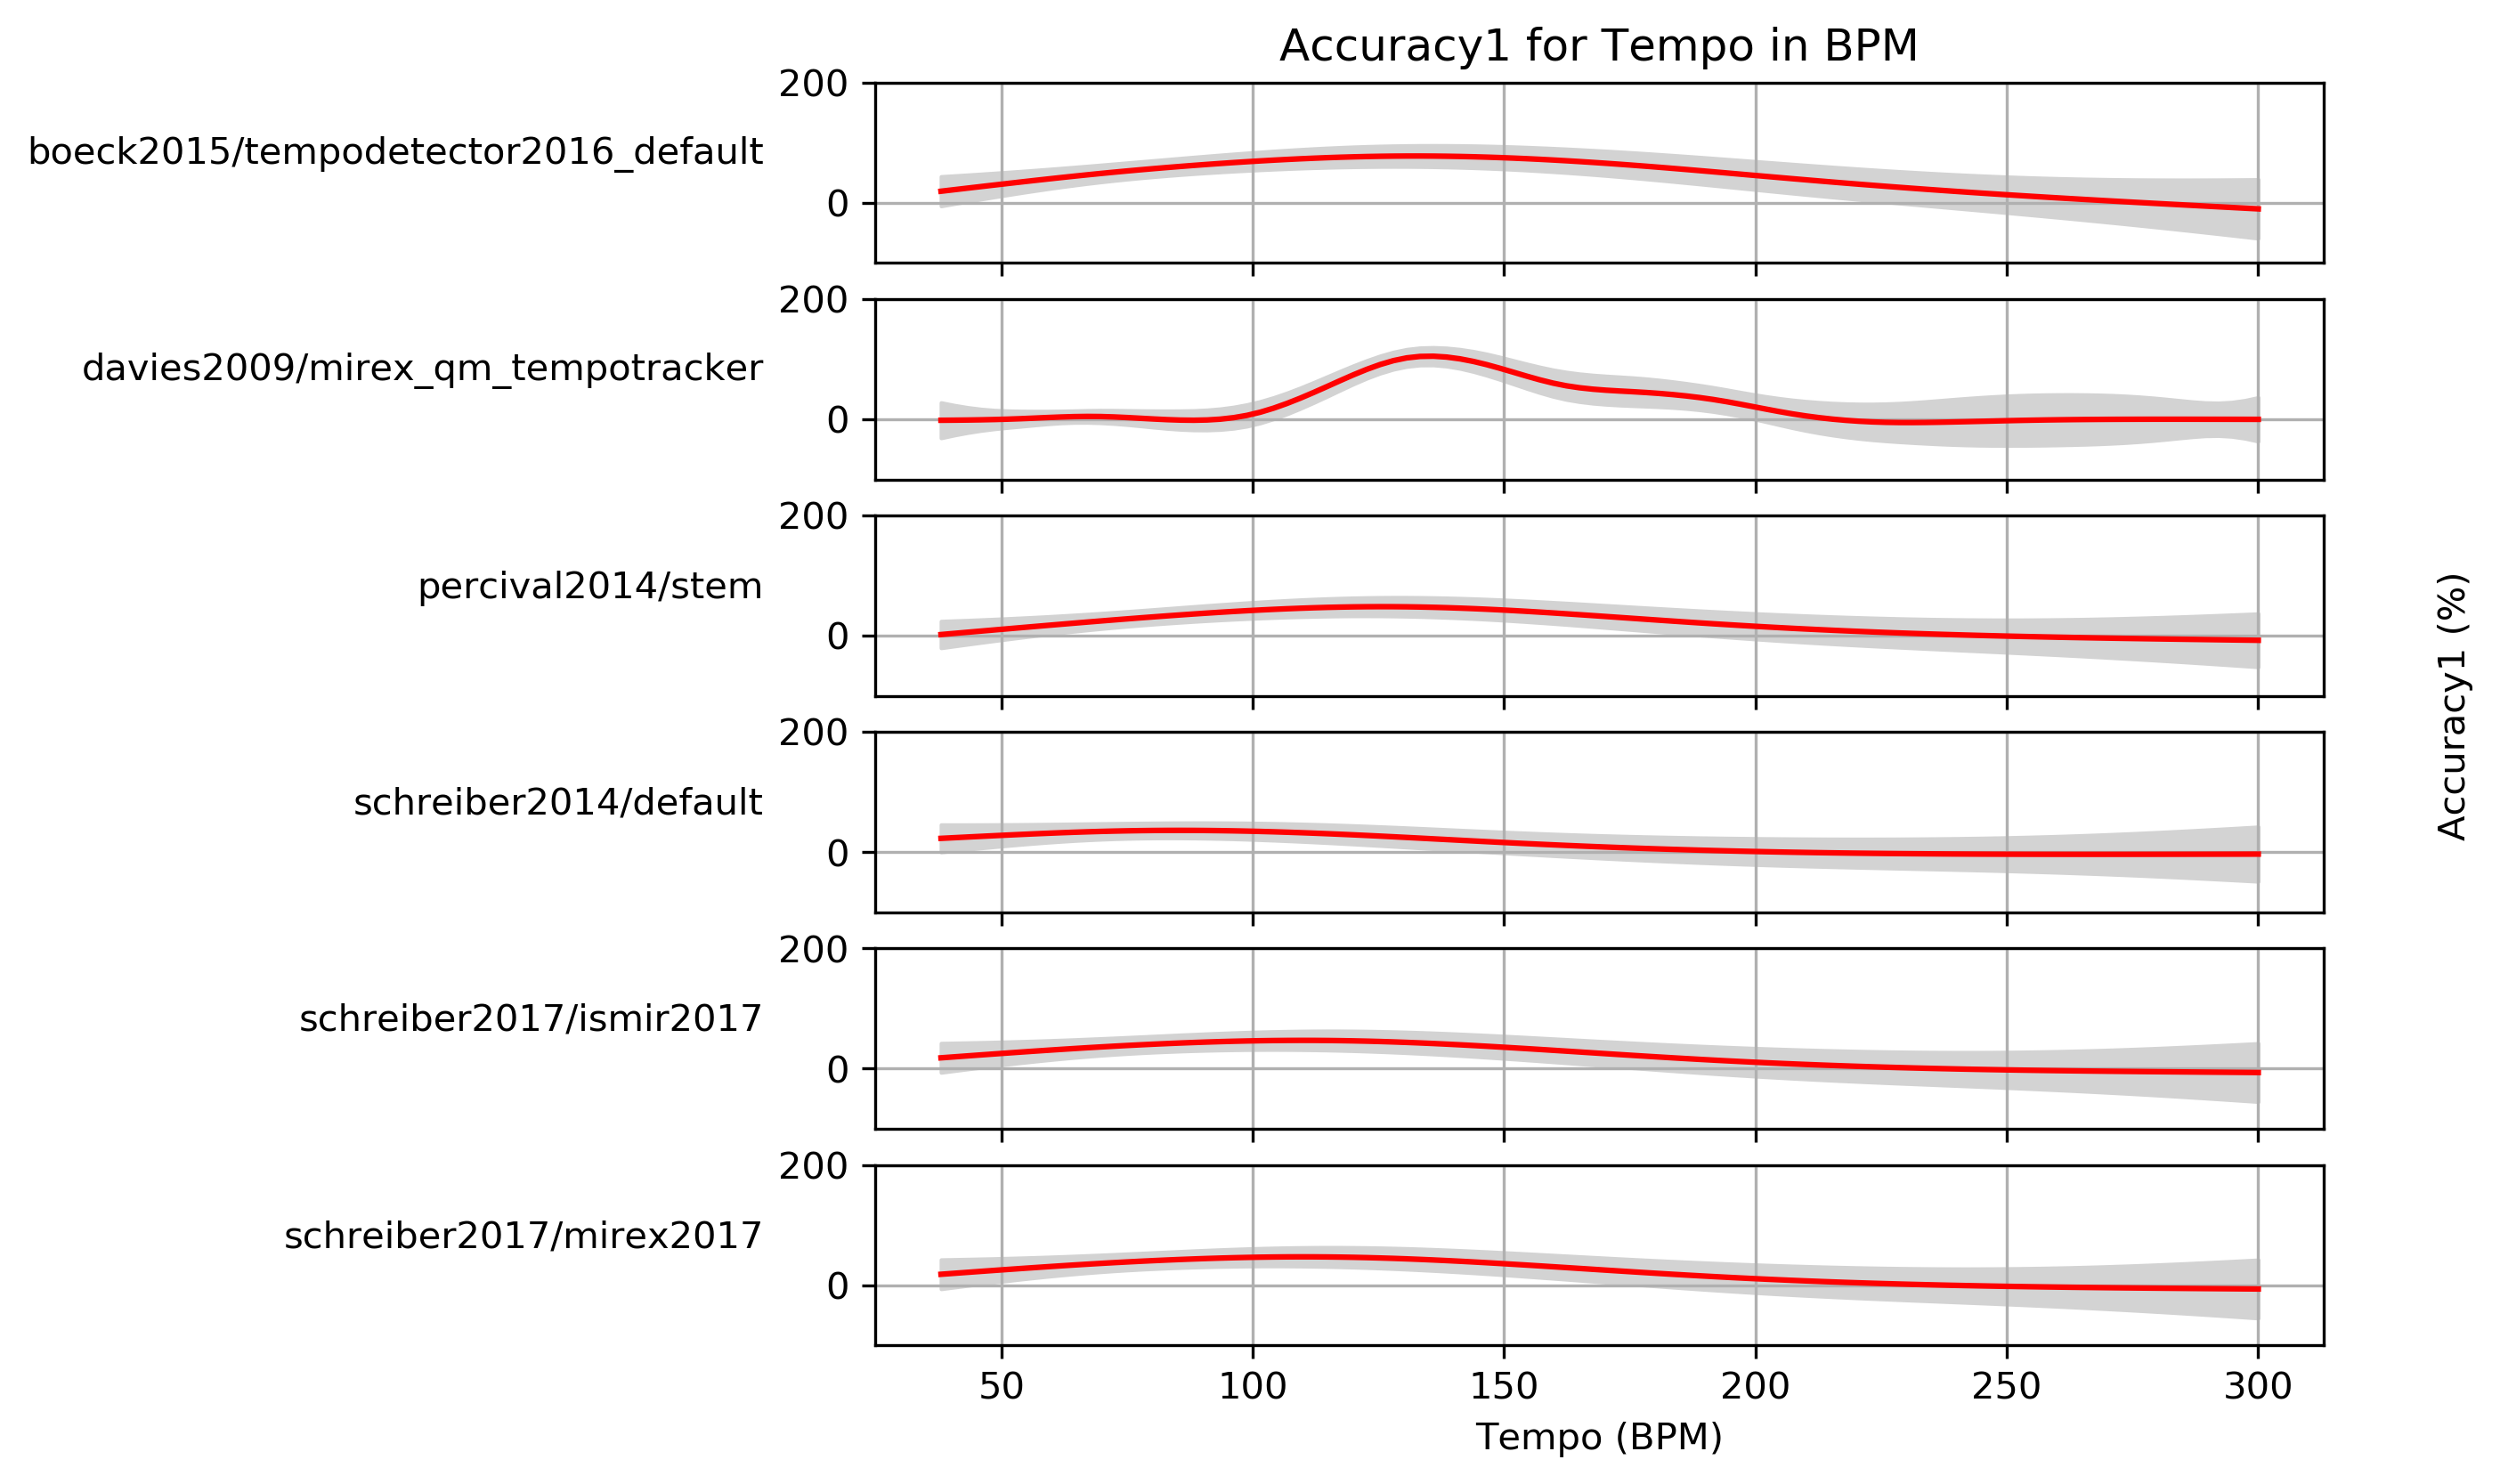 Accuracy1 for Tempo in BPM
200
boeck2015/tempodetector2016_default
0
200
davies2009/mirex_qm_tempotracker
0
200
percival2014/stem
0
200
schreiber2014/default
0
200
schreiber2017/ismir2017
0
200
schreiber2017/mirex2017
0
50 100 150 200 250 300
Tempo (BPM)
Accuracy1 (%)